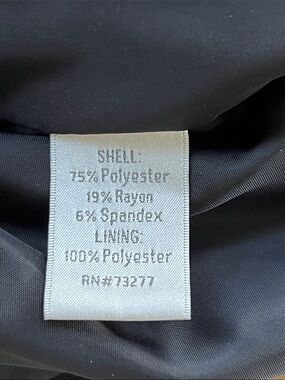 SHELL:
75% Polyester
19% Rayon
6% Spandex
LINING:
100% Polyester
RN#73277